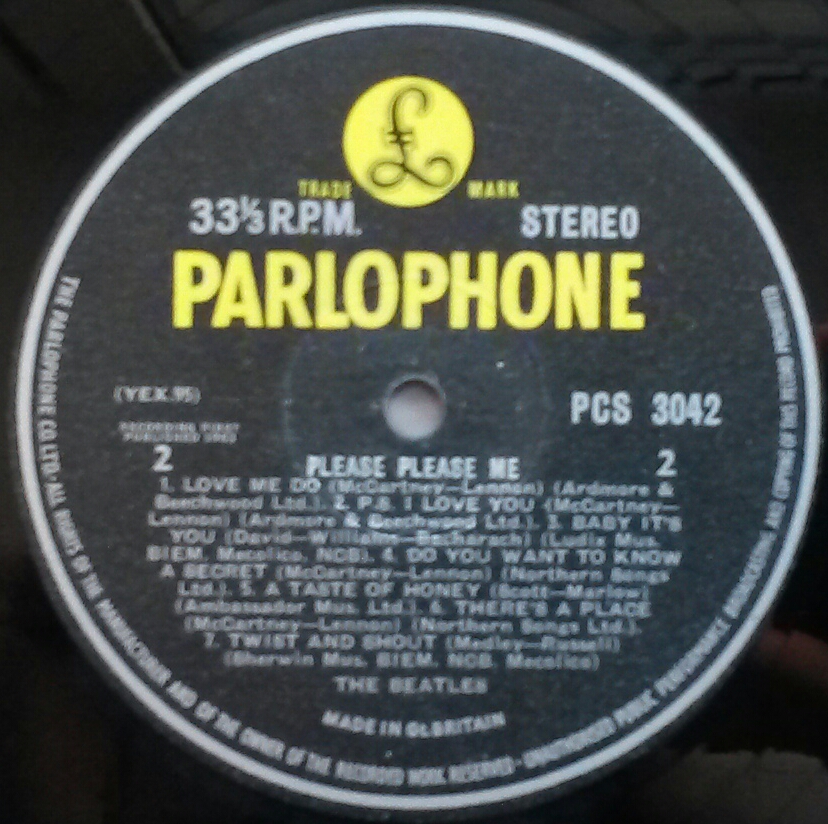 £
TRADE MARK
33⅓ R.P.M. STEREO
PARLOPHONE
(YEX.95) PCS 3042
RECORDING FIRST
PUBLISHED 1963
2 PLEASE PLEASE ME 2
1. LOVE ME DO (McCartney—Lennon) (Ardmore &
Beechwood Ltd.). 2. P.S. I LOVE YOU (McCartney—
Lennon) (Ardmore & Beechwood Ltd.). 3. BABY IT'S
YOU (David—Williams—Bacharach) (Ludix Mus.
BIEM. Mecolico. NCB). 4. DO YOU WANT TO KNOW
A SECRET (McCartney—Lennon) (Northern Songs
Ltd.). 5. A TASTE OF HONEY (Scott—Marlow)
(Ambassador Mus. Ltd.). 6. THERE'S A PLACE
(McCartney—Lennon) (Northern Songs Ltd.).
7. TWIST AND SHOUT (Medley—Russell)
(Sherwin Mus. BIEM. NCB. Mecolico)
THE BEATLES
MADE IN Gt. BRITAIN
THE PARLOPHONE CO. LTD · ALL RIGHTS OF THE MANUFACTURER AND OF THE OWNER OF THE RECORDED WORK RESERVED · UNAUTHORISED PUBLIC PERFORMANCE BROADCASTING AND COPYING OF THIS RECORD PROHIBITED